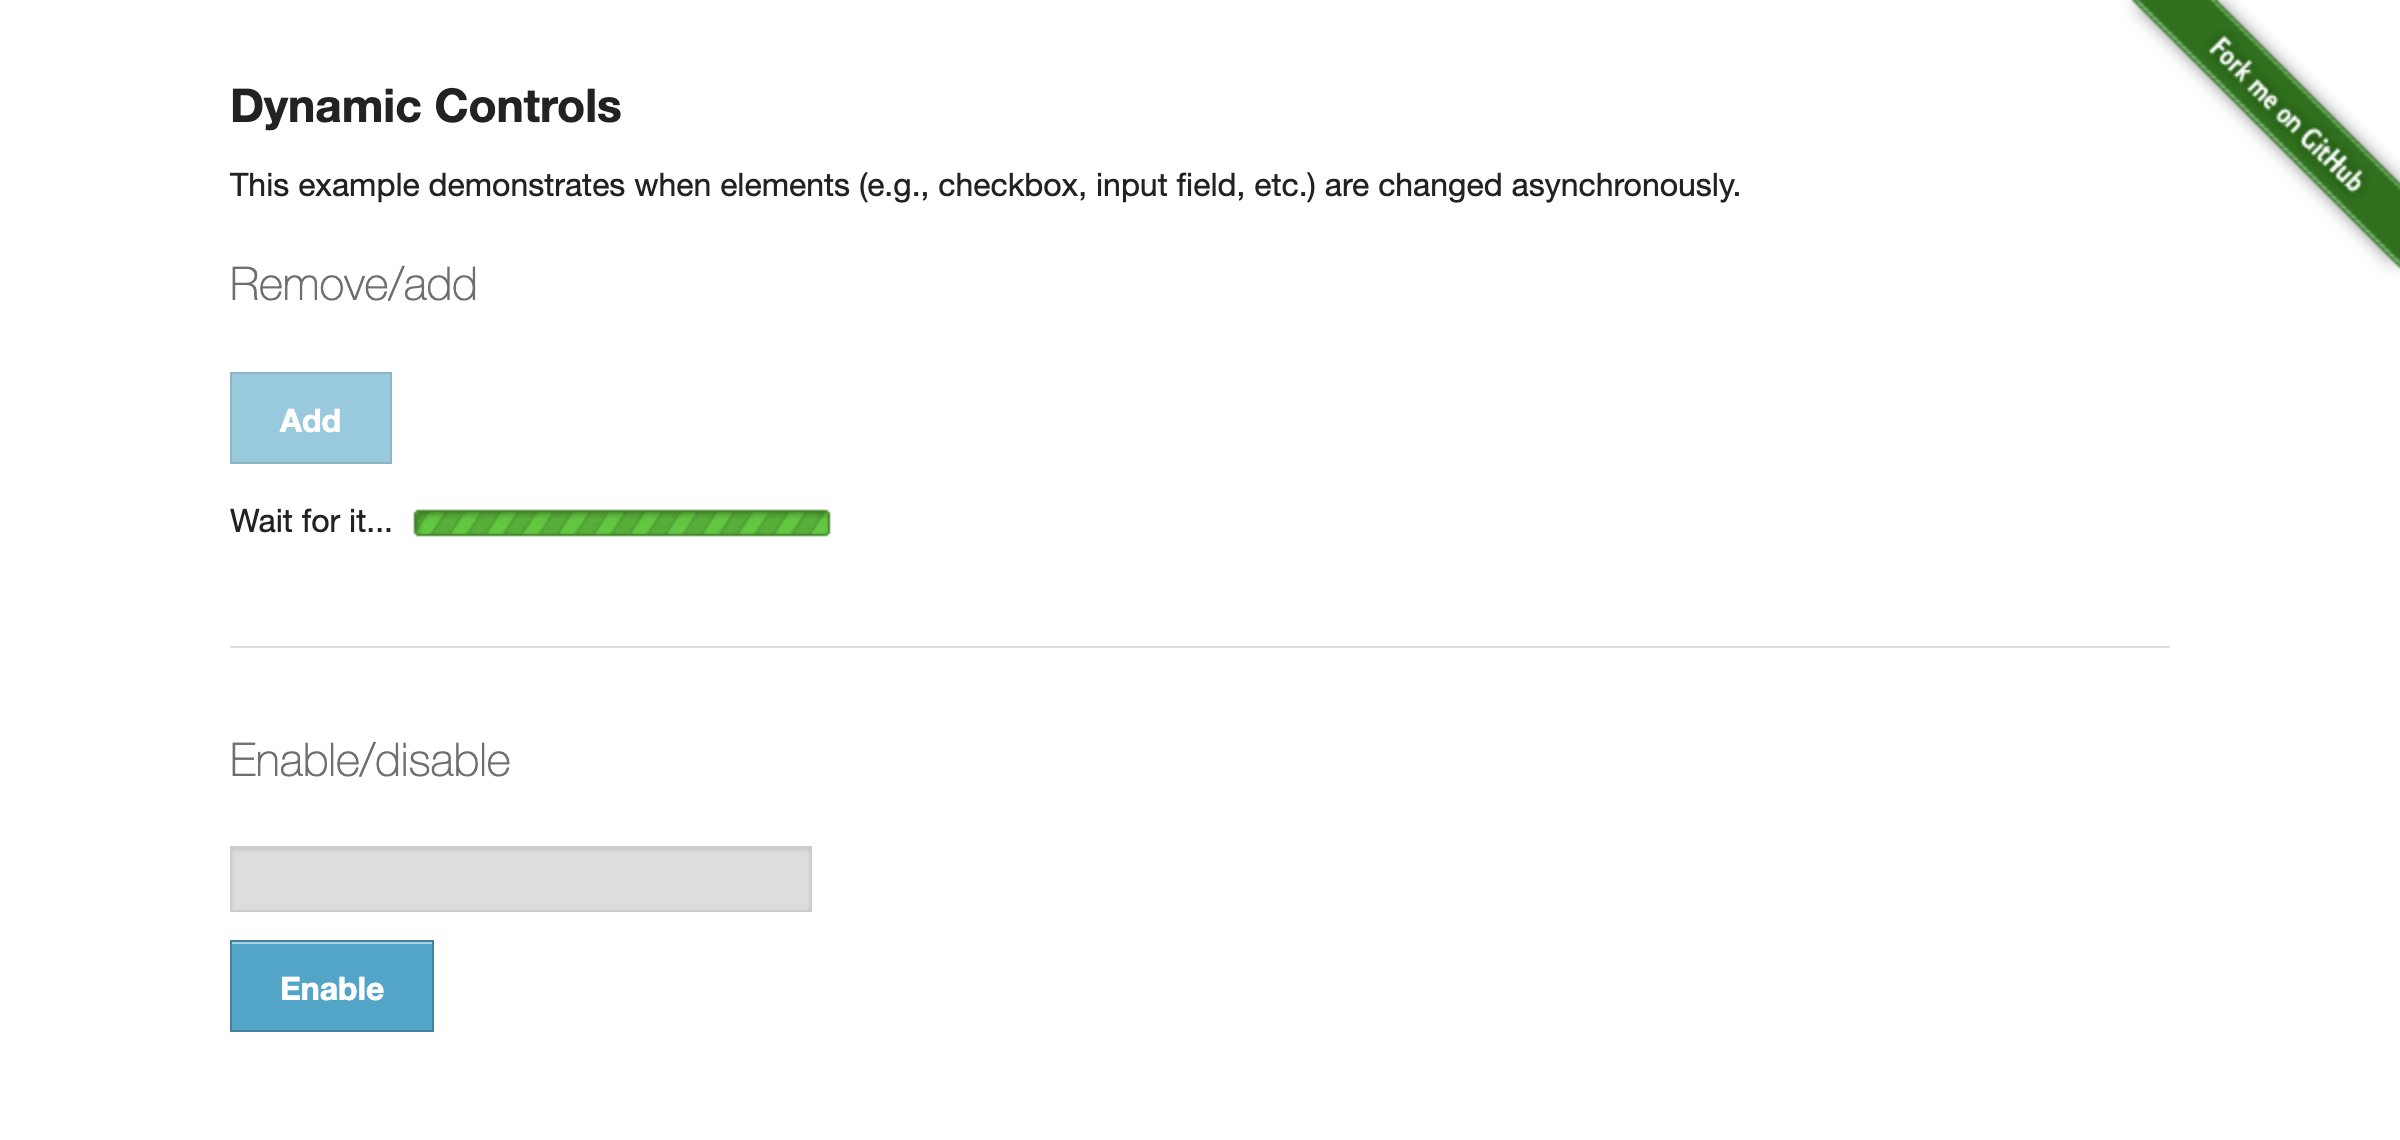 Fork me on GitHub
Dynamic Controls
This example demonstrates when elements (e.g., checkbox, input field, etc.) are changed asynchronously.
Remove/add
Add
Wait for it...
Enable/disable
Enable